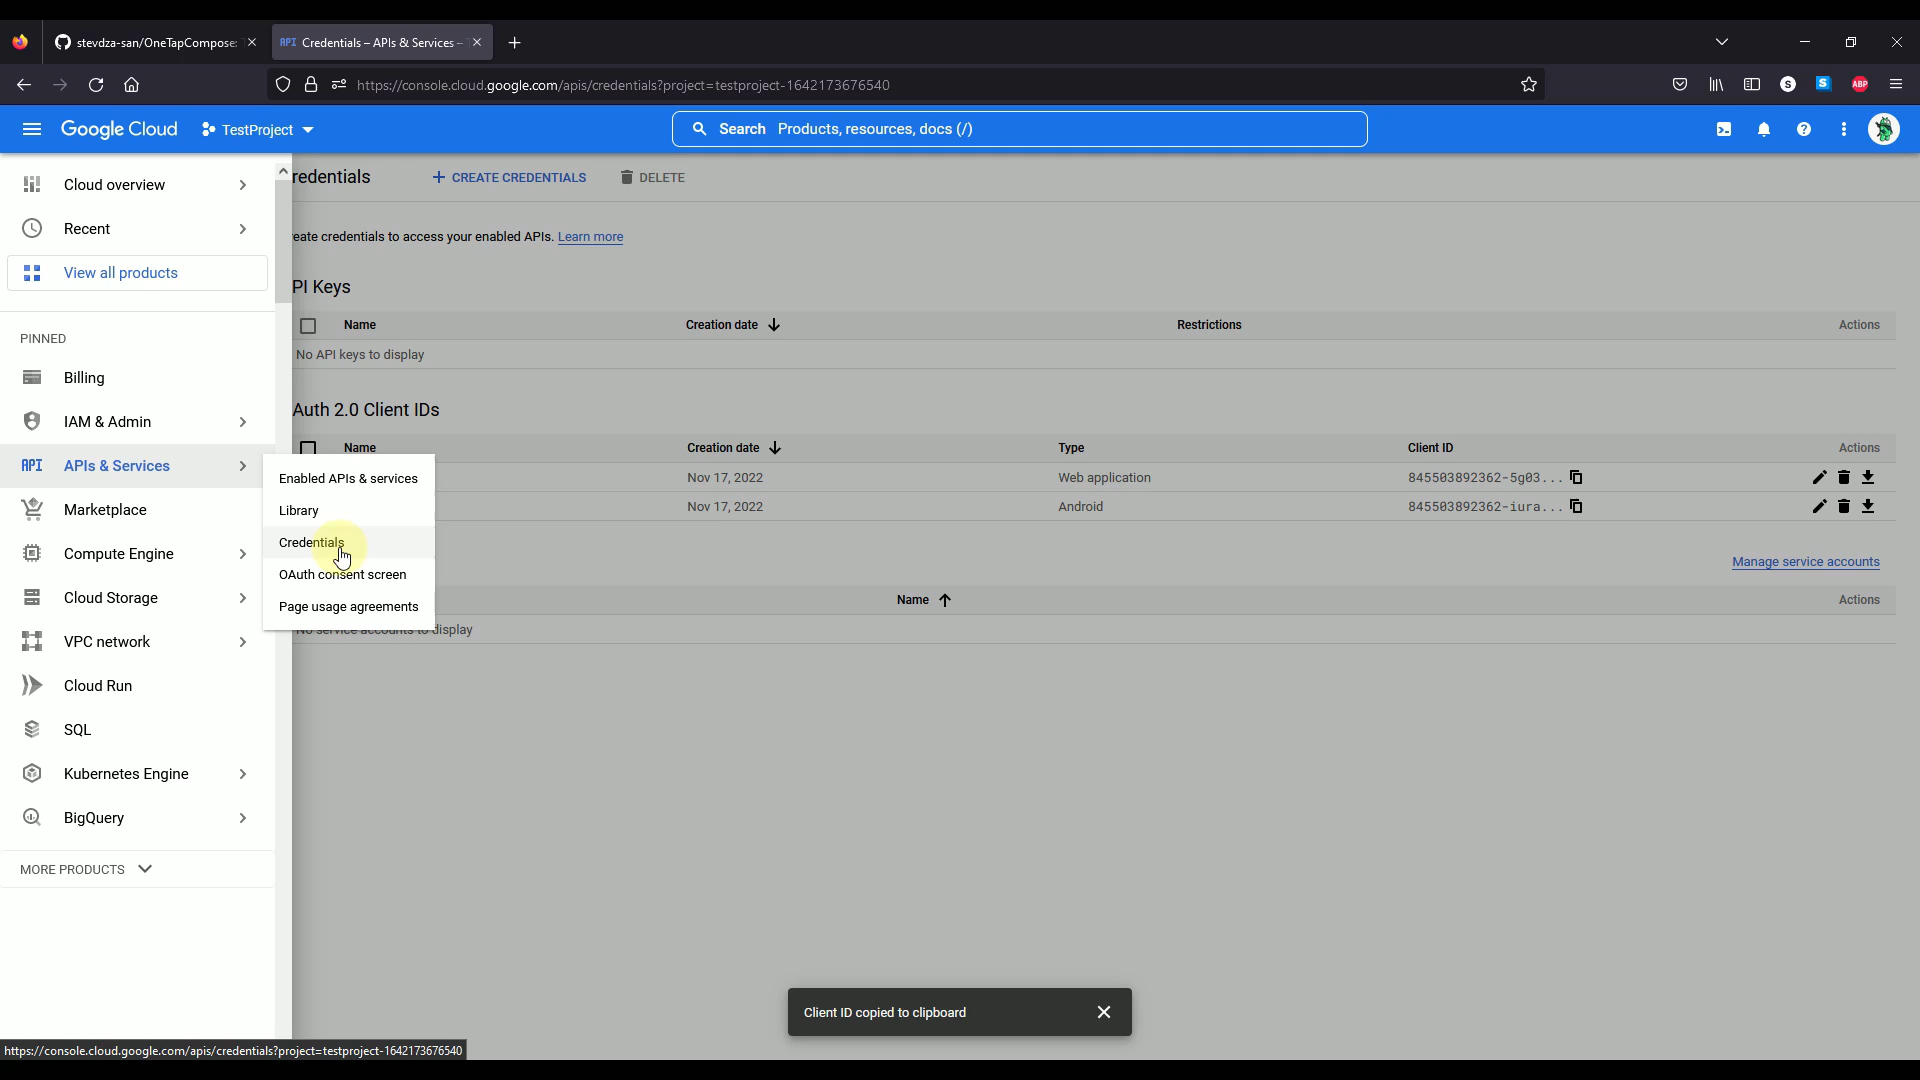 stevdza-san/OneTapCompose:
API Credentials – APIs & Services –
https://console.cloud.google.com/apis/credentials?project=testproject-1642173676540
S
S
ABP
Google Cloud
TestProject
Search Products, resources, docs (/)
Cloud overview
Recent
View all products
PINNED
Billing
IAM & Admin
API APIs & Services
Marketplace
Compute Engine
Cloud Storage
VPC network
Cloud Run
SQL
Kubernetes Engine
BigQuery
MORE PRODUCTS
Enabled APIs & services
Library
Credentials
OAuth consent screen
Page usage agreements
redentials
+ CREATE CREDENTIALS
DELETE
eate credentials to access your enabled APIs. Learn more
PI Keys
Name Creation date Restrictions Actions
No API keys to display
Auth 2.0 Client IDs
Name Creation date Type Client ID Actions
Nov 17, 2022 Web application 845503892362-5g03...
Nov 17, 2022 Android 845503892362-iura...
Manage service accounts
Name Actions
No service accounts to display
Client ID copied to clipboard
https://console.cloud.google.com/apis/credentials?project=testproject-1642173676540